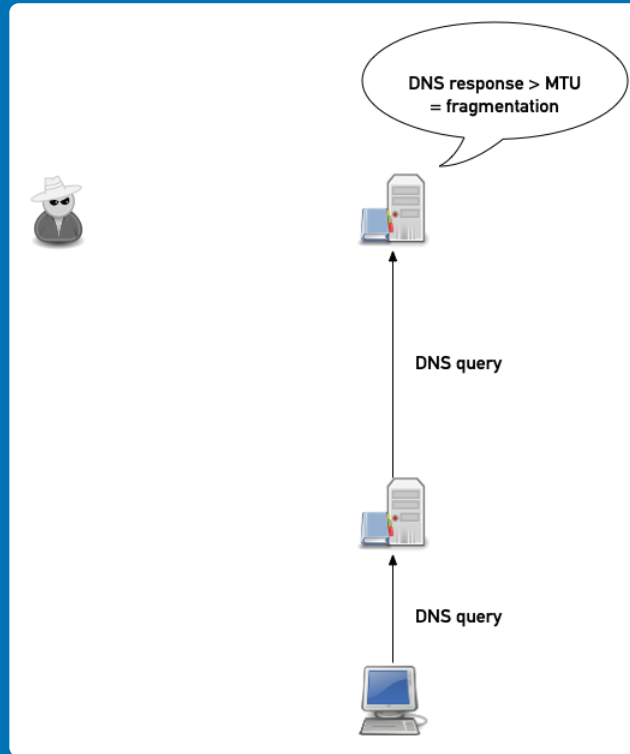 DNS response > MTU
= fragmentation
DNS query
DNS query